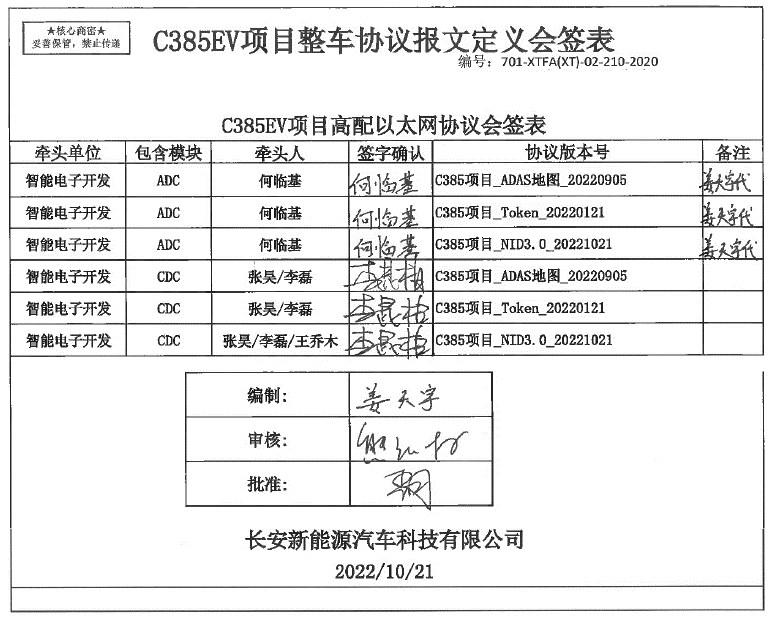 ★核心商密★
妥善保管，禁止传递
C385EV项目整车协议报文定义会签表
编号：701-XTFA(XT)-02-210-2020
C385EV项目高配以太网协议会签表
牵头单位 包含模块 牵头人 签字确认 协议版本号 备注
智能电子开发 ADC 何临基 何临基 C385项目_ADAS地图_20220905 姜天宇代
智能电子开发 ADC 何临基 何临基 C385项目_Token_20220121 姜天宇代
智能电子开发 ADC 何临基 何临基 C385项目_NID3.0_20221021 姜天宇代
智能电子开发 CDC 张昊/李磊 C385项目_ADAS地图_20220905
智能电子开发 CDC 张昊/李磊 C385项目_Token_20220121
智能电子开发 CDC 张昊/李磊/王乔木 C385项目_NID3.0_20221021
编制: 姜天宇
审核:
批准:
长安新能源汽车科技有限公司
2022/10/21